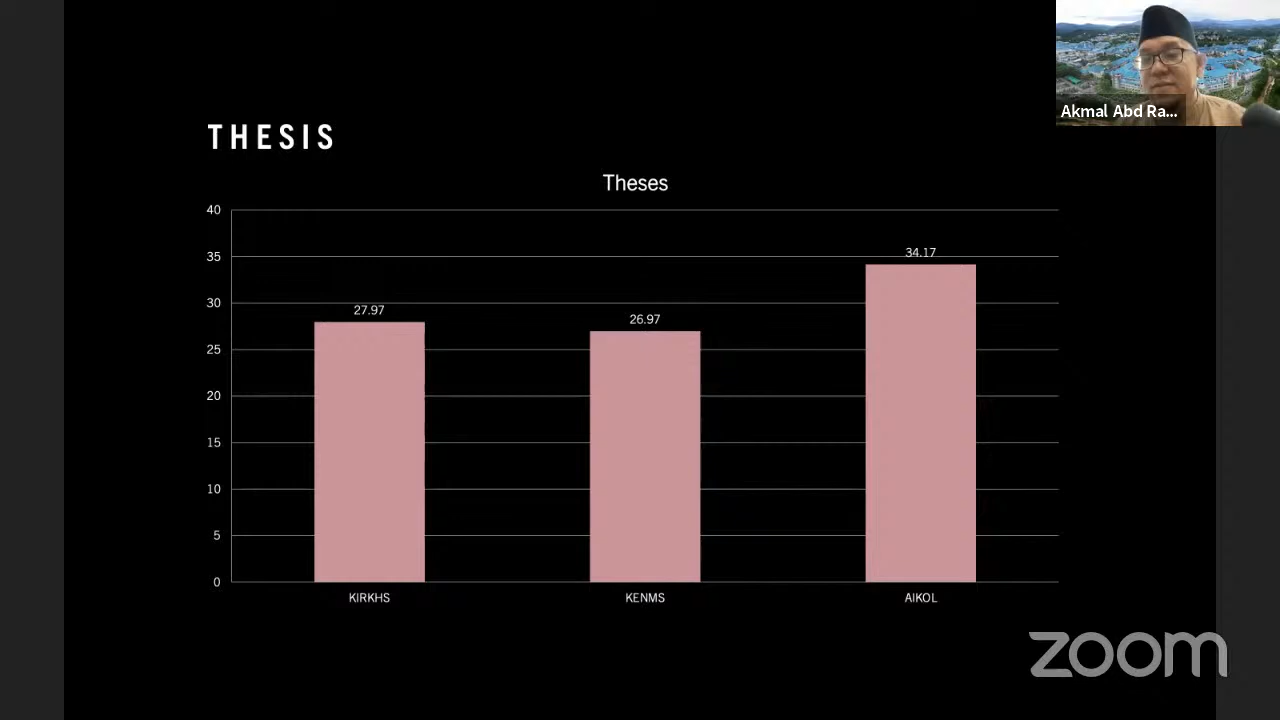 Akmal Abd Ra...
THESIS
Theses
40
35
30
25
20
15
10
5
0
27.97
26.97
34.17
KIRKHS
KENMS
AIKOL
zoom